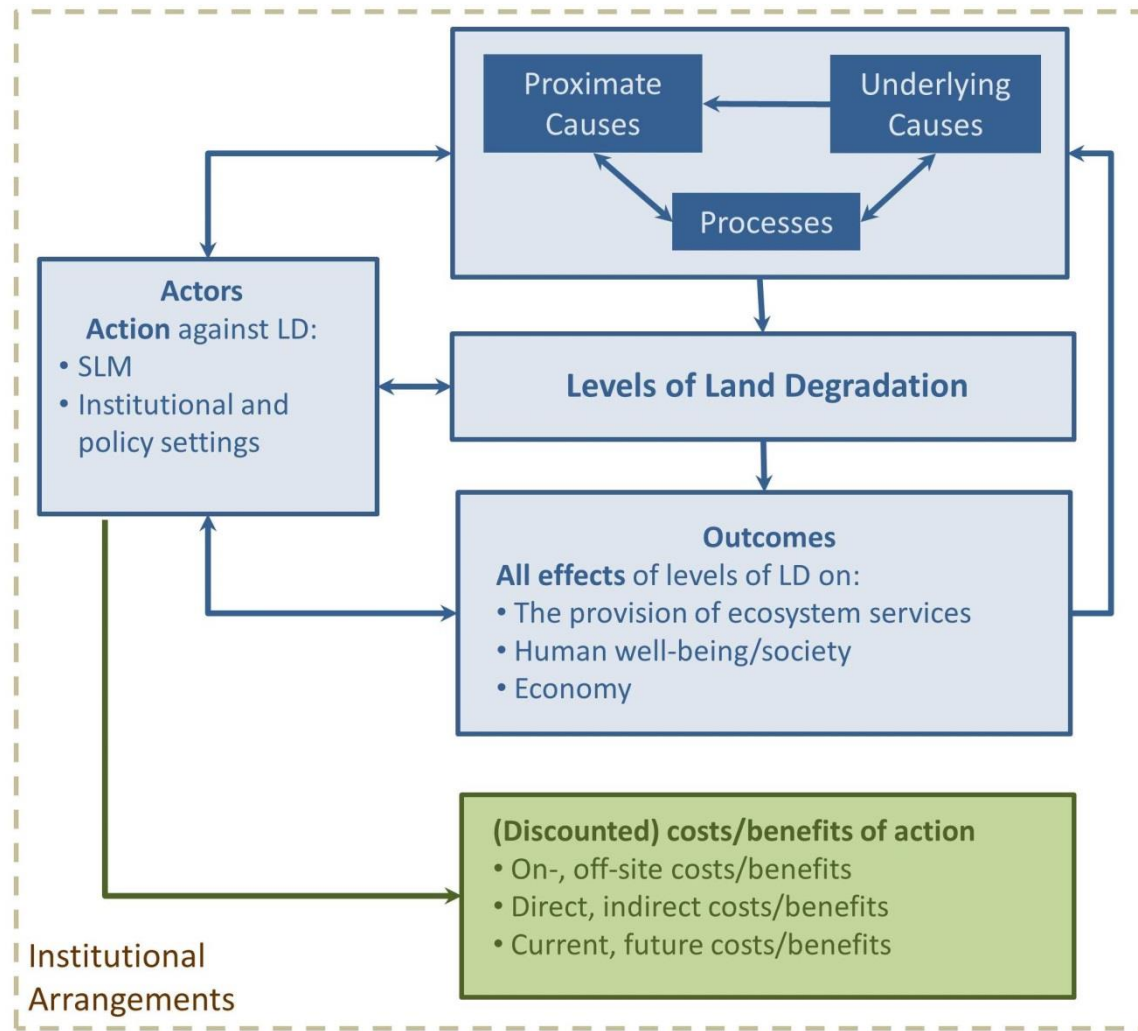 Proximate
Causes
Underlying
Causes
Processes
Actors
Action against LD:
• SLM
• Institutional and
policy settings
Levels of Land Degradation
Outcomes
All effects of levels of LD on:
• The provision of ecosystem services
• Human well-being/society
• Economy
(Discounted) costs/benefits of action
• On-, off-site costs/benefits
• Direct, indirect costs/benefits
• Current, future costs/benefits
Institutional
Arrangements